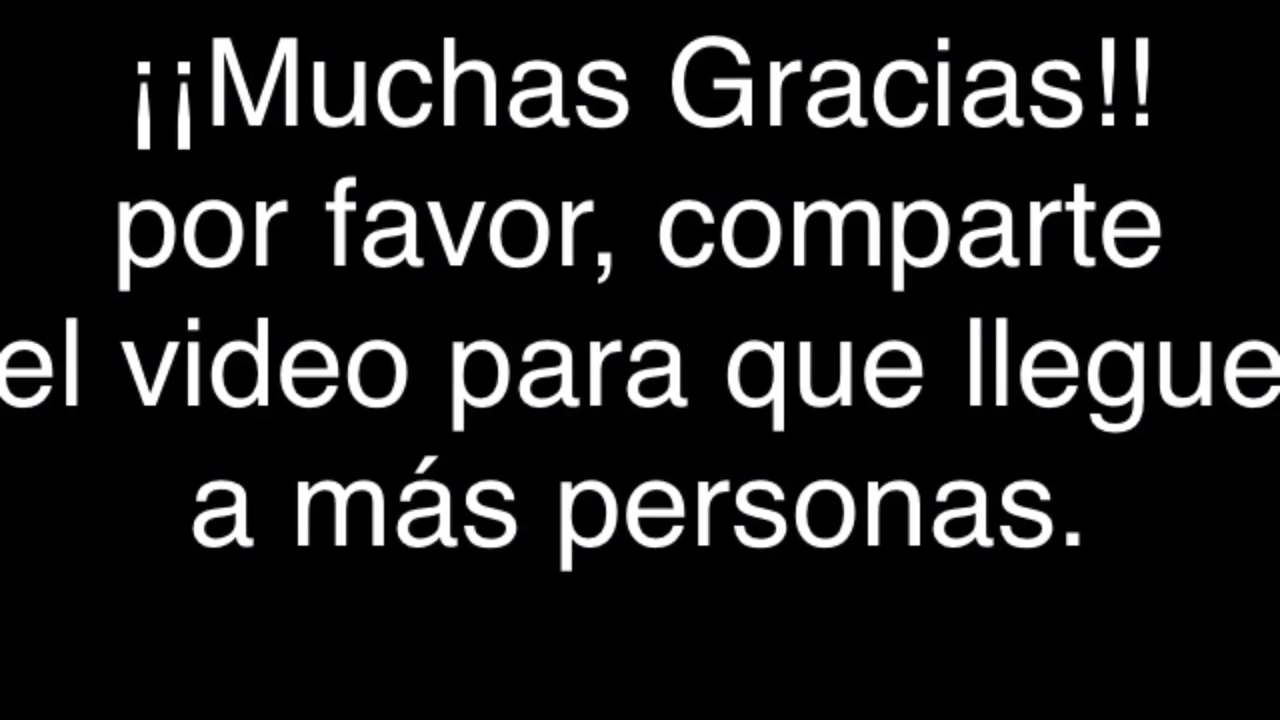 ¡¡Muchas Gracias!!
por favor, comparte
el video para que llegue
a más personas.